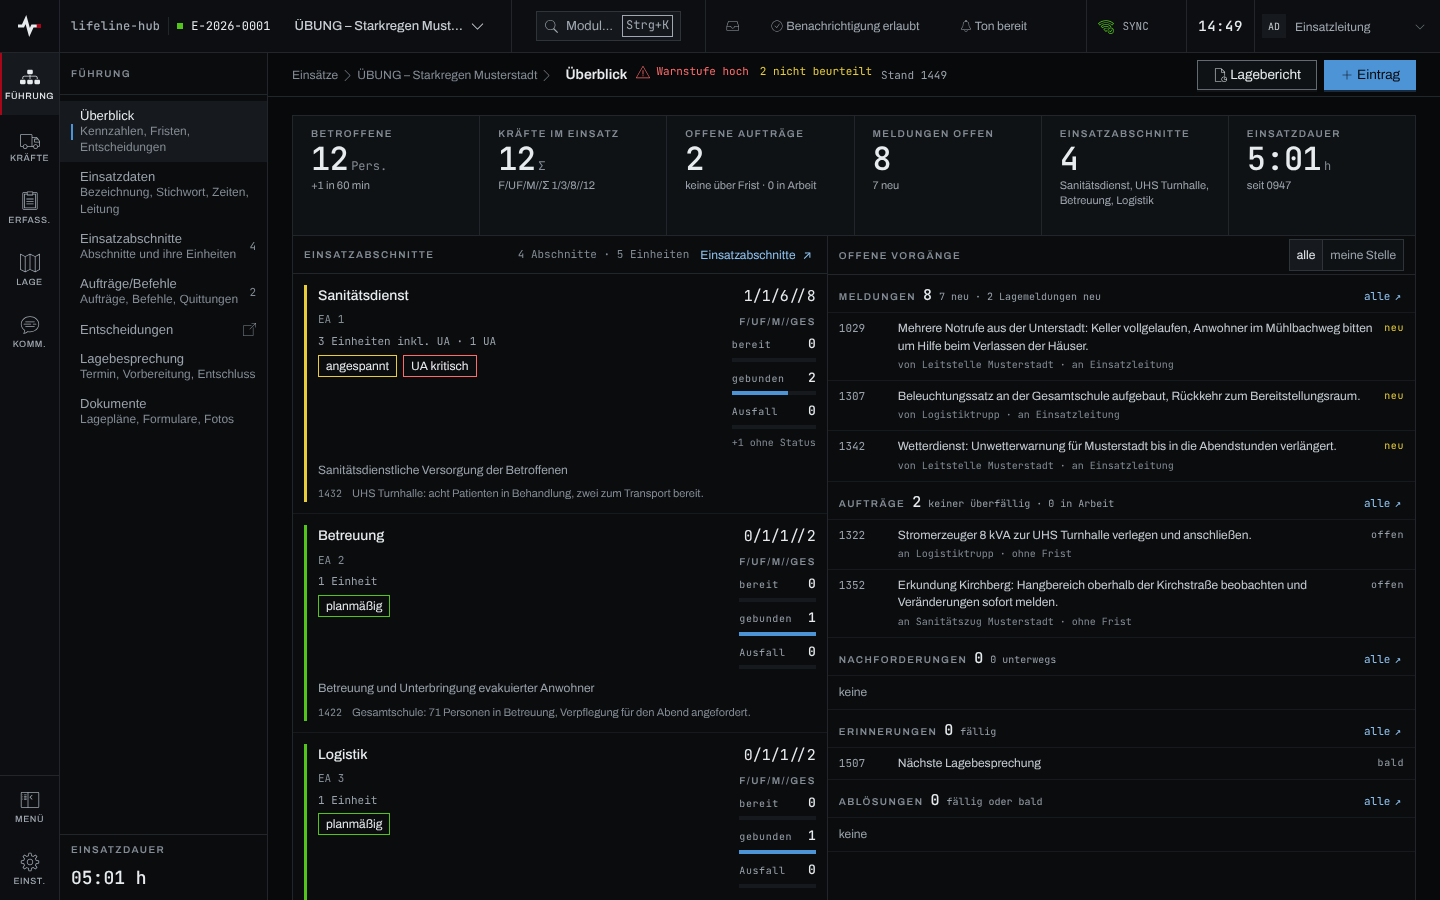 lifeline-hub
E-2026-0001
ÜBUNG – Starkregen Must...
Modul... Strg+K
Benachrichtigung erlaubt
Ton bereit
SYNC
14:49
AD Einsatzleitung
FÜHRUNG
KRÄFTE
ERFASS.
LAGE
KOMM.
MENÜ
EINST.
FÜHRUNG
Überblick
Kennzahlen, Fristen,
Entscheidungen
Einsatzdaten
Bezeichnung, Stichwort, Zeiten,
Leitung
Einsatzabschnitte
Abschnitte und ihre Einheiten 4
Aufträge/Befehle
Aufträge, Befehle, Quittungen 2
Entscheidungen
Lagebesprechung
Termin, Vorbereitung, Entschluss
Dokumente
Lagepläne, Formulare, Fotos
EINSATZDAUER
05:01 h
Einsätze > ÜBUNG – Starkregen Musterstadt > Überblick
Warnstufe hoch 2 nicht beurteilt Stand 1449
Lagebericht
+ Eintrag
BETROFFENE
12 Pers.
+1 in 60 min
KRÄFTE IM EINSATZ
12 Σ
F/UF/M//Σ 1/3/8//12
OFFENE AUFTRÄGE
2
keine über Frist · 0 in Arbeit
MELDUNGEN OFFEN
8
7 neu
EINSATZABSCHNITTE
4
Sanitätsdienst, UHS Turnhalle,
Betreuung, Logistik
EINSATZDAUER
5:01 h
seit 0947
EINSATZABSCHNITTE 4 Abschnitte · 5 Einheiten Einsatzabschnitte ↗
Sanitätsdienst 1/1/6//8
EA 1 F/UF/M//GES
3 Einheiten inkl. UA · 1 UA
angespannt UA kritisch
bereit 0
gebunden 2
Ausfall 0
+1 ohne Status
Sanitätsdienstliche Versorgung der Betroffenen
1432 UHS Turnhalle: acht Patienten in Behandlung, zwei zum Transport bereit.
Betreuung 0/1/1//2
EA 2 F/UF/M//GES
1 Einheit
planmäßig
bereit 0
gebunden 1
Ausfall 0
Betreuung und Unterbringung evakuierter Anwohner
1422 Gesamtschule: 71 Personen in Betreuung, Verpflegung für den Abend angefordert.
Logistik 0/1/1//2
EA 3 F/UF/M//GES
1 Einheit
planmäßig
bereit 0
gebunden 1
Ausfall 0
OFFENE VORGÄNGE alle meine Stelle
MELDUNGEN 8 7 neu · 2 Lagemeldungen neu alle ↗
1029 Mehrere Notrufe aus der Unterstadt: Keller vollgelaufen, Anwohner im Mühlbachweg bitten neu
um Hilfe beim Verlassen der Häuser.
von Leitstelle Musterstadt · an Einsatzleitung
1307 Beleuchtungssatz an der Gesamtschule aufgebaut, Rückkehr zum Bereitstellungsraum. neu
von Logistiktrupp · an Einsatzleitung
1342 Wetterdienst: Unwetterwarnung für Musterstadt bis in die Abendstunden verlängert. neu
von Leitstelle Musterstadt · an Einsatzleitung
AUFTRÄGE 2 keiner überfällig · 0 in Arbeit alle ↗
1322 Stromerzeuger 8 kVA zur UHS Turnhalle verlegen und anschließen. offen
an Logistiktrupp · ohne Frist
1352 Erkundung Kirchberg: Hangbereich oberhalb der Kirchstraße beobachten und offen
Veränderungen sofort melden.
an Sanitätszug Musterstadt · ohne Frist
NACHFORDERUNGEN 0 0 unterwegs alle ↗
keine
ERINNERUNGEN 0 fällig alle ↗
1507 Nächste Lagebesprechung bald
ABLÖSUNGEN 0 fällig oder bald alle ↗
keine